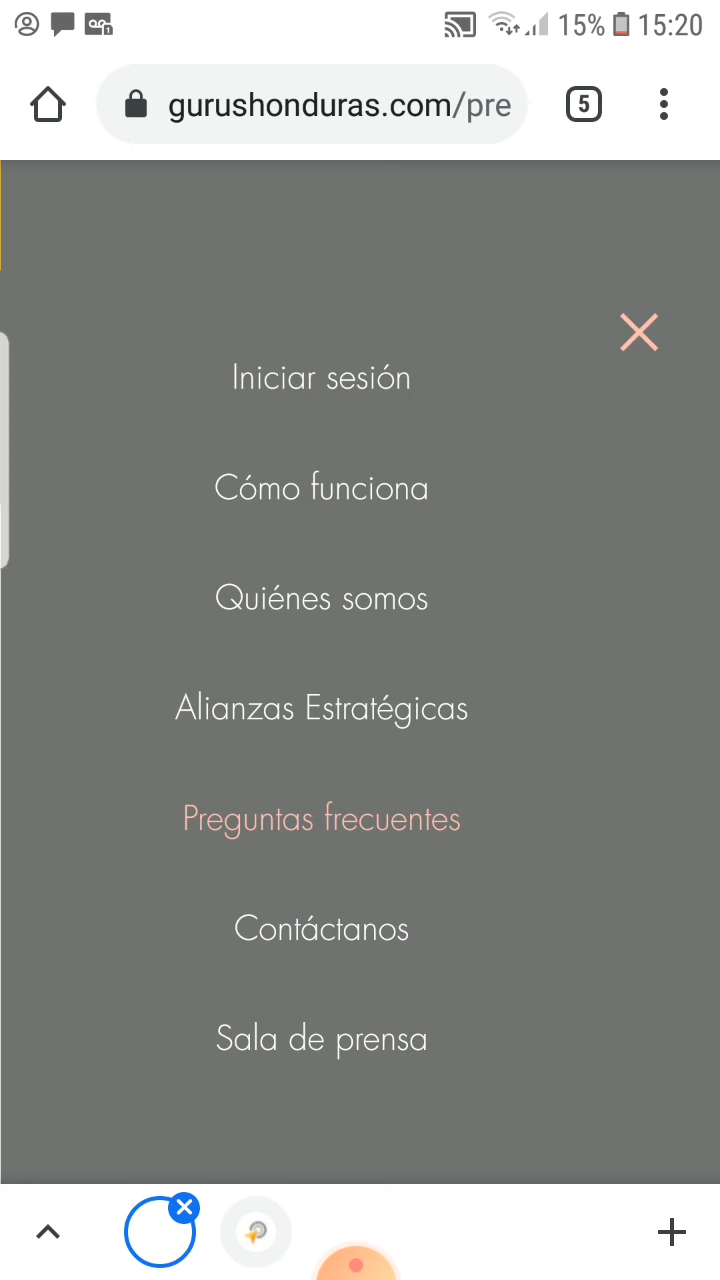 15% 15:20
gurushonduras.com/pre
5
Iniciar sesión
Cómo funciona
Quiénes somos
Alianzas Estratégicas
Preguntas frecuentes
Contáctanos
Sala de prensa